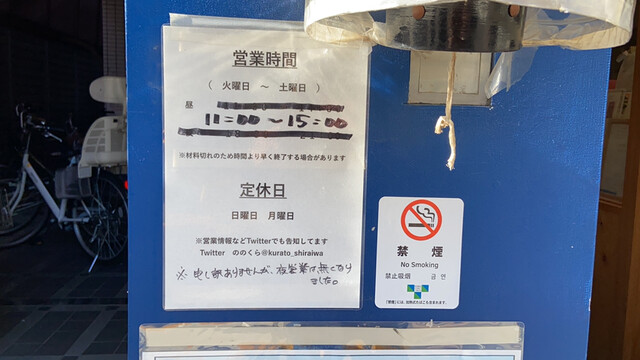 営業時間
（ 火曜日 ～ 土曜日 ）
昼
11:00～15:00
※材料切れのため時間より早く終了する場合があります
定休日
日曜日 月曜日
※営業情報などTwitterでも告知してます
Twitter ののくら@kurato_shiraiwa
※ 申し訳ありませんが、夜営業は無くなり
ました。
禁煙
No Smoking
禁止吸烟 금연